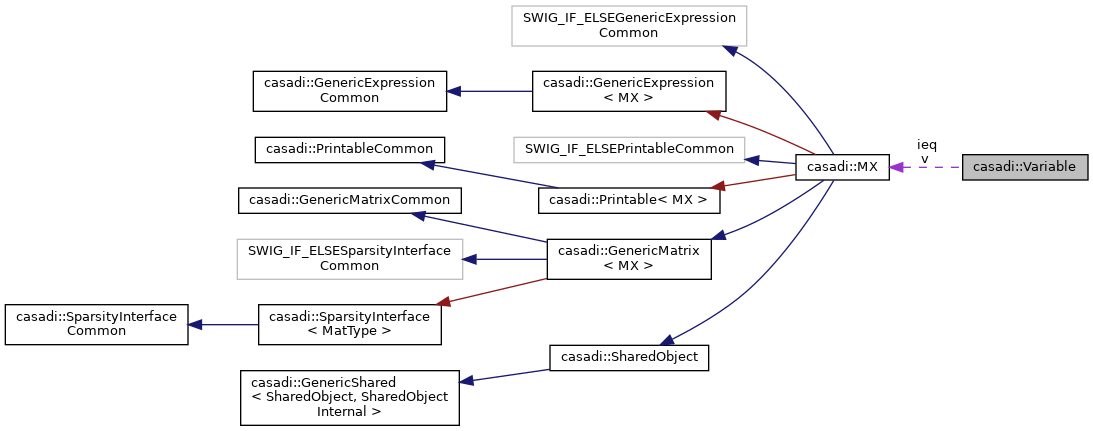 SWIG_IF_ELSEGenericExpression
Common
casadi::GenericExpression
Common
casadi::GenericExpression
< MX >
casadi::PrintableCommon
SWIG_IF_ELSEPrintableCommon
ieq
v
casadi::MX
casadi::Variable
casadi::GenericMatrixCommon
casadi::Printable< MX >
SWIG_IF_ELSESparsityInterface
Common
casadi::GenericMatrix
< MX >
casadi::SparsityInterface
Common
casadi::SparsityInterface
< MatType >
casadi::SharedObject
casadi::GenericShared
< SharedObject, SharedObject
Internal >